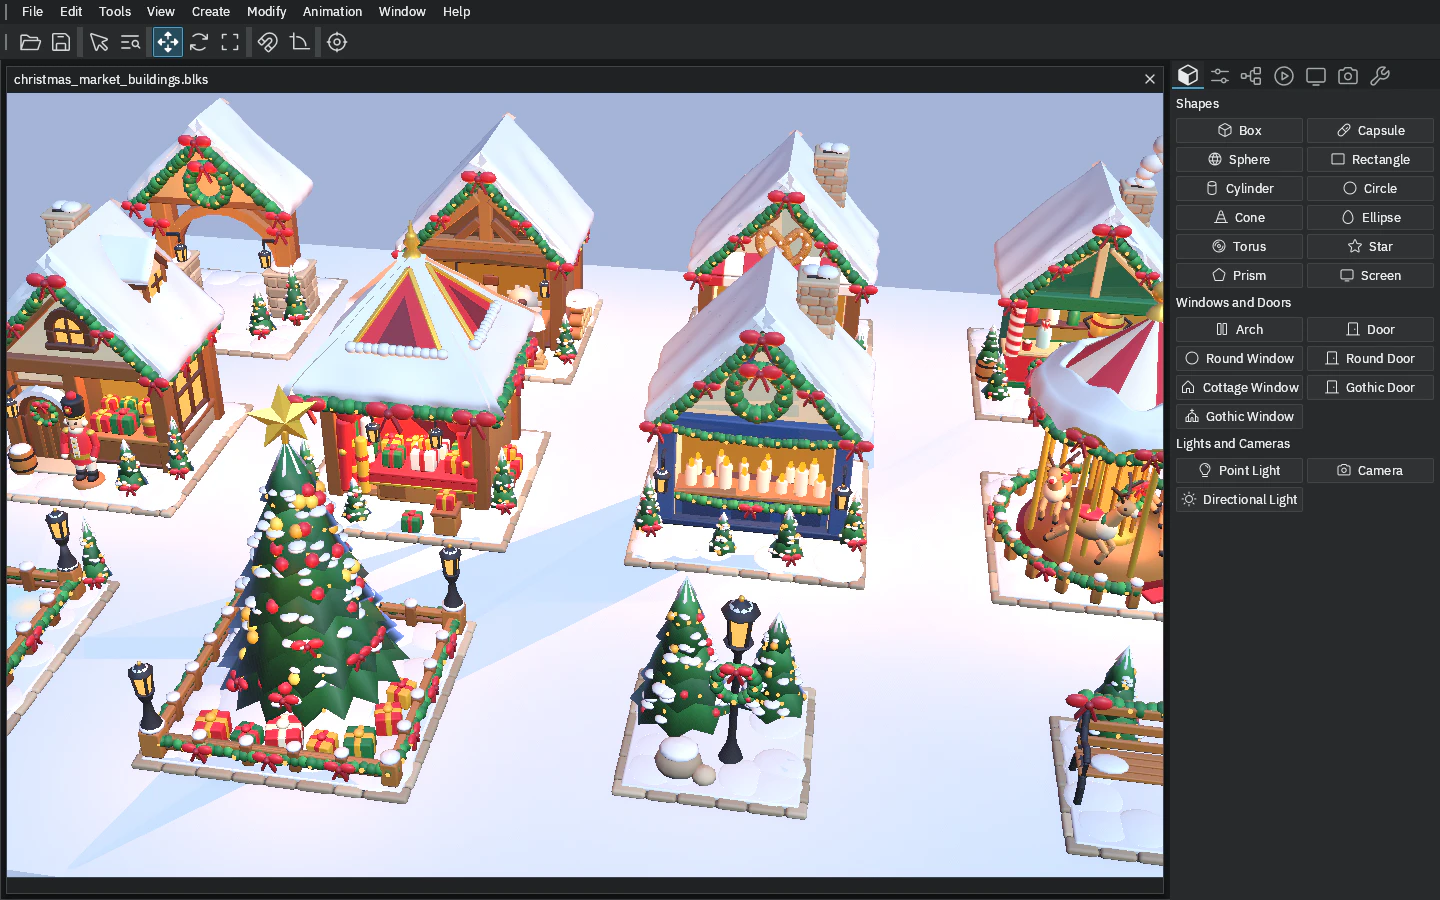 File Edit Tools View Create Modify Animation Window Help
christmas_market_buildings.blks
Shapes
Box Capsule
Sphere Rectangle
Cylinder Circle
Cone Ellipse
Torus Star
Prism Screen
Windows and Doors
Arch Door
Round Window Round Door
Cottage Window Gothic Door
Gothic Window
Lights and Cameras
Point Light Camera
Directional Light